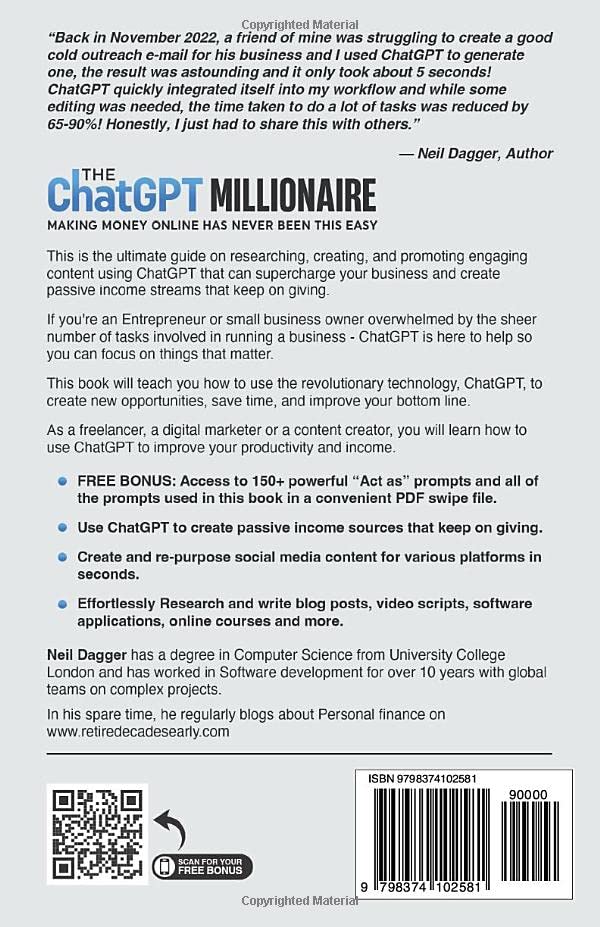 Copyrighted Material
“Back in November 2022, a friend of mine was struggling to create a good
cold outreach e-mail for his business and I used ChatGPT to generate
one, the result was astounding and it only took about 5 seconds!
ChatGPT quickly integrated itself into my workflow and while some
editing was needed, the time taken to do a lot of tasks was reduced by
65-90%! Honestly, I just had to share this with others.”
— Neil Dagger, Author
THE
ChatGPT MILLIONAIRE
MAKING MONEY ONLINE HAS NEVER BEEN THIS EASY
This is the ultimate guide on researching, creating, and promoting engaging
content using ChatGPT that can supercharge your business and create
passive income streams that keep on giving.
If you're an Entrepreneur or small business owner overwhelmed by the sheer
number of tasks involved in running a business - ChatGPT is here to help so
you can focus on things that matter.
This book will teach you how to use the revolutionary technology, ChatGPT, to
create new opportunities, save time, and improve your bottom line.
As a freelancer, a digital marketer or a content creator, you will learn how to
use ChatGPT to improve your productivity and income.
FREE BONUS: Access to 150+ powerful “Act as” prompts and all of
the prompts used in this book in a convenient PDF swipe file.
Use ChatGPT to create passive income sources that keep on giving.
Create and re-purpose social media content for various platforms in
seconds.
Effortlessly Research and write blog posts, video scripts, software
applications, online courses and more.
Neil Dagger has a degree in Computer Science from University College
London and has worked in Software development for over 10 years with global
teams on complex projects.
In his spare time, he regularly blogs about Personal finance on
www.retiredecadesearly.com
SCAN FOR YOUR
FREE BONUS
ISBN 9798374102581
90000
9 798374 102581
Copyrighted Material